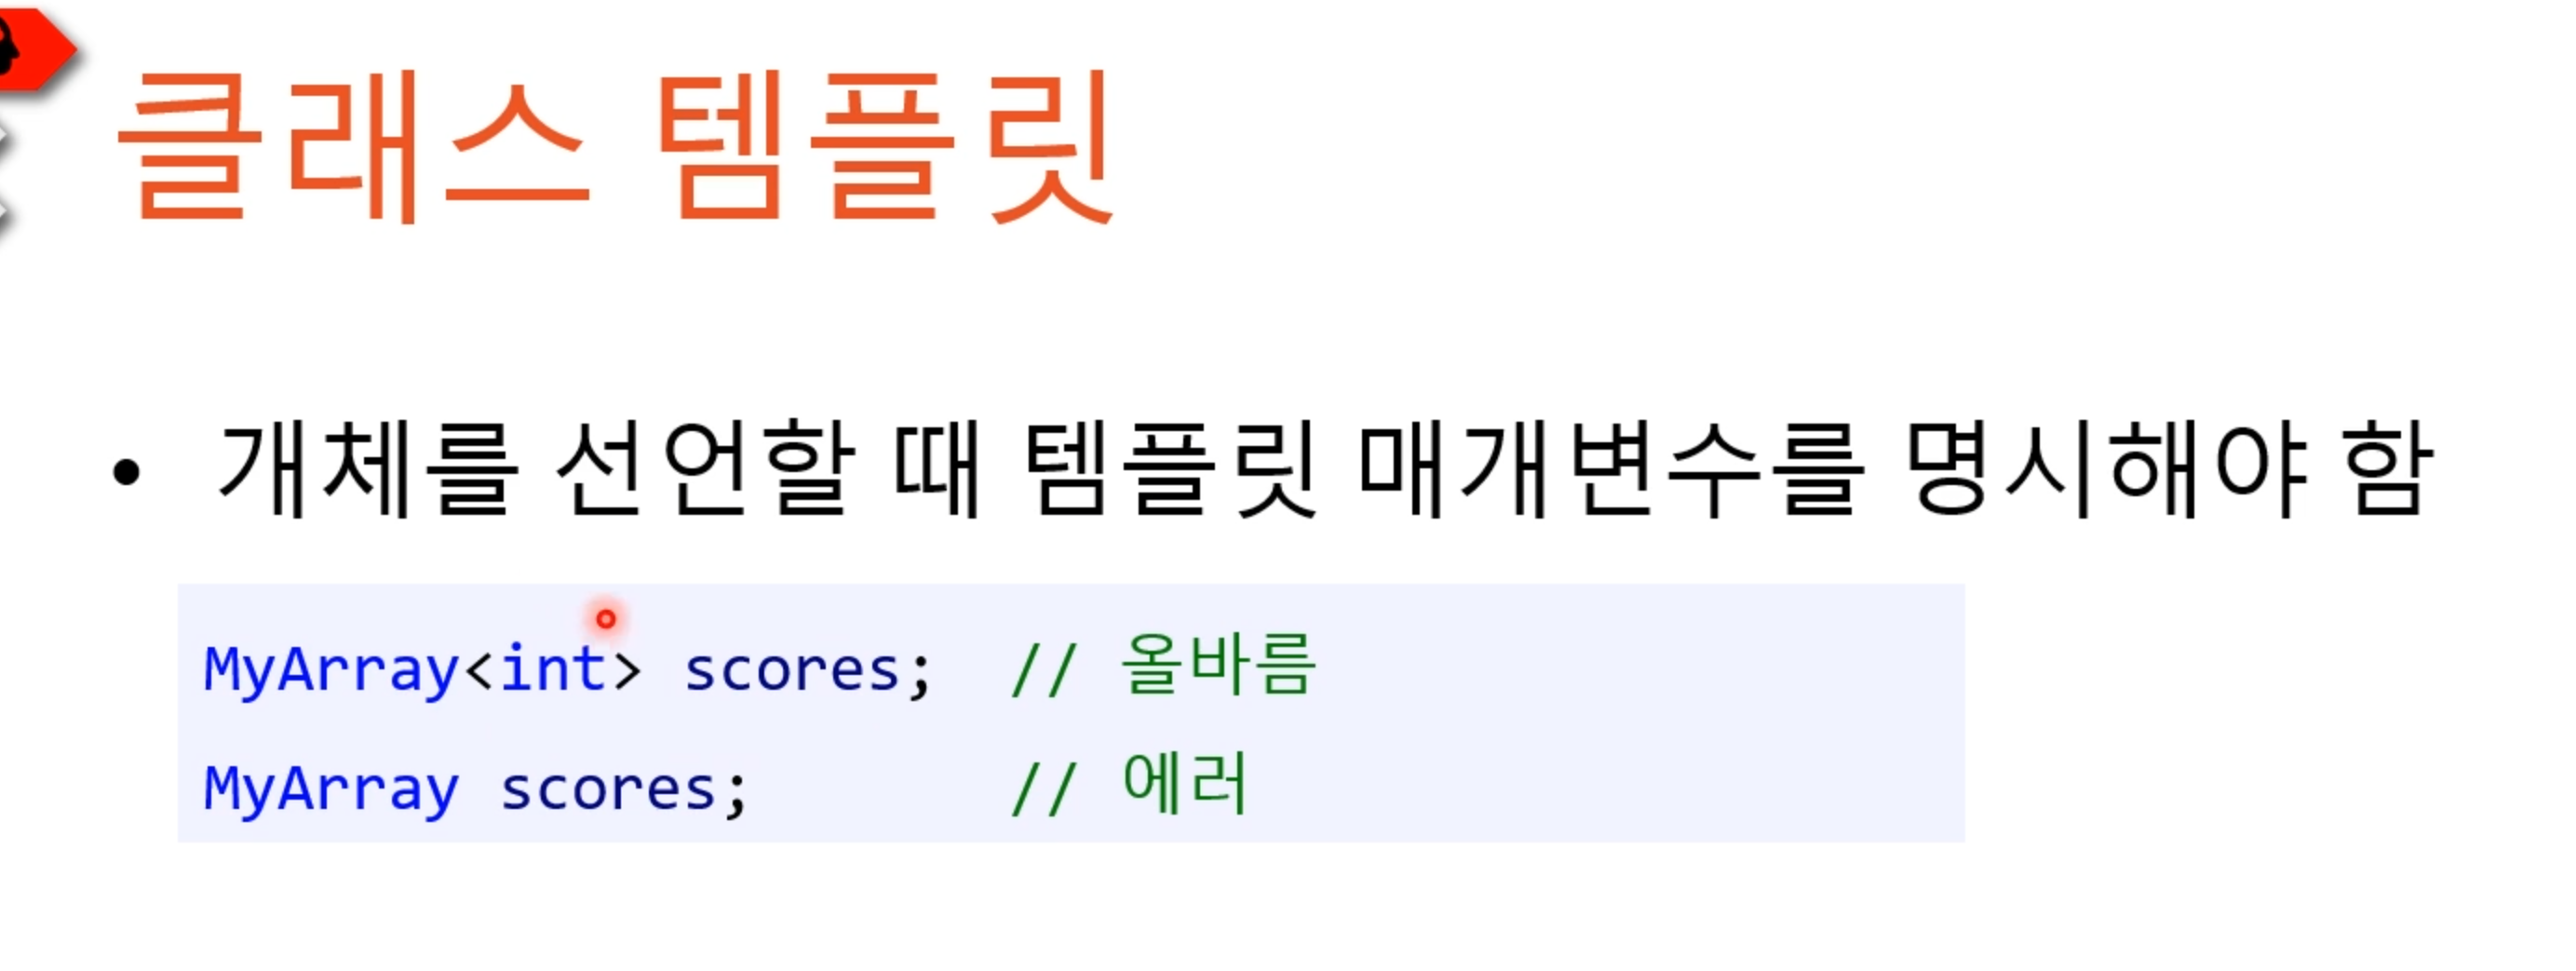 클래스 템플릿
• 개체를 선언할 때 템플릿 매개변수를 명시해야 함
MyArray<int> scores;  // 올바름
MyArray scores;       // 에러